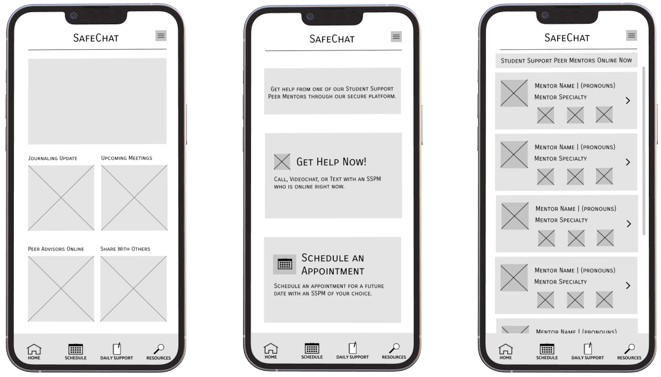 SafeChat
Journaling Update
Upcoming Meetings
Peer Advisors Online
Share With Others
HOME
SCHEDULE
DAILY SUPPORT
RESOURCES
SafeChat
Get help from one of our Student Support
Peer Mentors through our secure platform.
Get Help Now!
Call, Videochat, or Text with an SSPM
who is online right now.
Schedule an
Appointment
Schedule an appointment for a future
date with an SSPM of your choice.
HOME
SCHEDULE
DAILY SUPPORT
RESOURCES
SafeChat
Student Support Peer Mentors Online Now
Mentor Name | (pronouns)
Mentor Specialty
Mentor Name | (pronouns)
Mentor Specialty
Mentor Name | (pronouns)
Mentor Specialty
Mentor Name | (pronouns)
Mentor Specialty
Mentor Name | (pronouns)
HOME
SCHEDULE
DAILY SUPPORT
RESOURCES